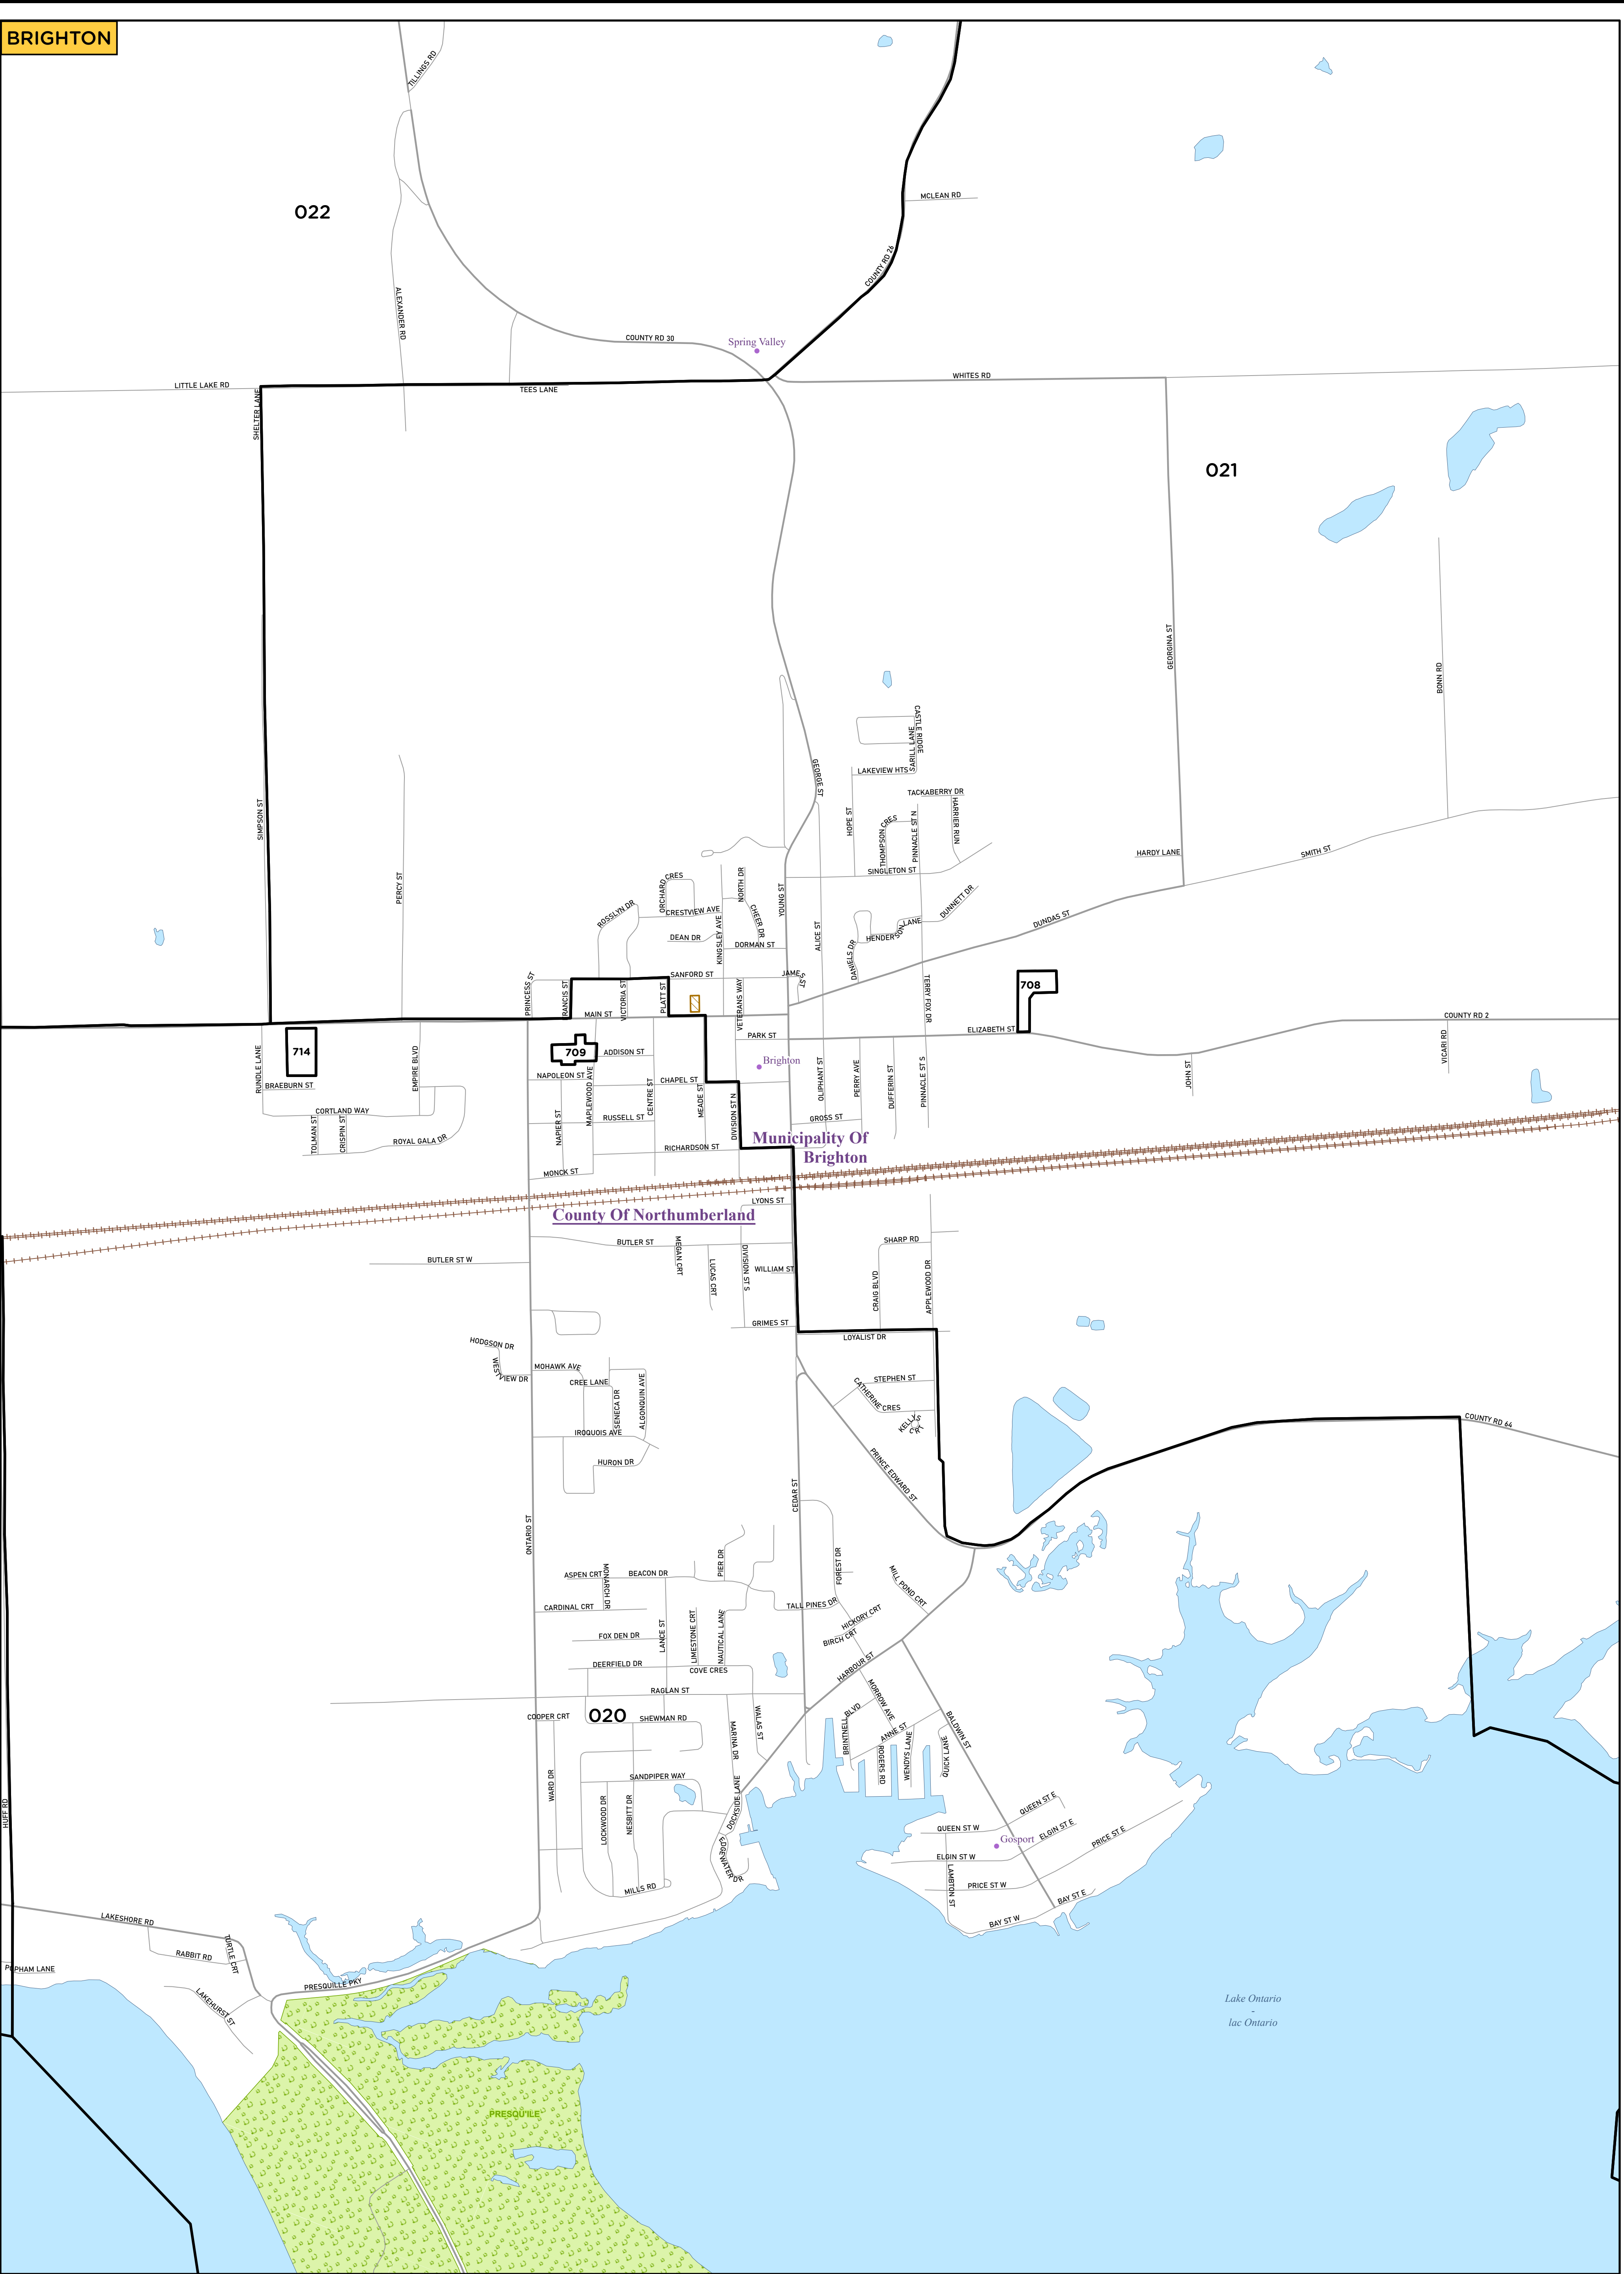 BRIGHTON
TILLINGS RD
MCLEAN RD
022
COUNTY RD 26
ALEXANDER RD
COUNTY RD 30
Spring Valley
LITTLE LAKE RD
TEES LANE
WHITES RD
SHELTER LANE
021
GEORGINA ST
BONN RD
CASTLE RIDGE
SARILL LANE
LAKEVIEW HTS
GEORGE ST
TACKABERRY DR
HOPE ST
THOMPSON CRES
PINNACLE ST N
HARRIER RUN
SIMPSON ST
HARDY LANE
SMITH ST
SINGLETON ST
PERCY ST
ORCHARD CRES
NORTH DR
YOUNG ST
ROSSLYN DR
CRESTVIEW AVE
CHEER DR
DUNNETT DR
DUNDAS ST
DEAN DR
KINGSLEY AVE
DORMAN ST
ALICE ST
HENDERSON LANE
DANIELS DR
PRINCESS ST
RANCIS ST
VICTORIA ST
PLATT ST
SANFORD ST
JAMES ST
VETERANS WAY
TERRY FOX DR
708
MAIN ST
PARK ST
ELIZABETH ST
COUNTY RD 2
714
709
ADDISON ST
RUNDLE LANE
EMPIRE BLVD
BRAEBURN ST
NAPOLEON ST
MAPLEWOOD AVE
CENTRE ST
CHAPEL ST
MEADE ST
DIVISION ST N
Brighton
OLIPHANT ST
PERRY AVE
DUFFERIN ST
PINNACLE ST S
JOHN ST
VICARI RD
CORTLAND WAY
TOLMAN ST
CRISPIN ST
ROYAL GALA DR
NAPIER ST
RUSSELL ST
RICHARDSON ST
GROSS ST
Municipality Of
Brighton
MONCK ST
LYONS ST
County Of Northumberland
BUTLER ST
BUTLER ST W
MEGAN CRT
LUCAS CRT
DIVISION ST S
WILLIAM ST
SHARP RD
CRAIG BLVD
APPLEWOOD DR
GRIMES ST
LOYALIST DR
HODGSON DR
WESTVIEW DR
MOHAWK AVE
CREE LANE
SENECA DR
ALGONQUIN AVE
IROQUOIS AVE
HURON DR
STEPHEN ST
CATHERINE CRES
KELLYS CRT
COUNTY RD 64
PRINCE EDWARD ST
CEDAR ST
ONTARIO ST
PIER DR
ASPEN CRT
MONARCH DR
BEACON DR
FOREST DR
MILL POND CRT
CARDINAL CRT
TALL PINES DR
HICKORY CRT
BIRCH CRT
FOX DEN DR
LANCE ST
LIMESTONE CRT
NAUTICAL LANE
DEERFIELD DR
COVE CRES
HARBOUR ST
RAGLAN ST
MORROW AVE
COOPER CRT
020
SHEWMAN RD
MARINA DR
WALAS ST
BRINTNELL BLVD
ANNE ST
BALDWIN ST
ROGERS RD
WENDYS LANE
QUICK LANE
WARD DR
SANDPIPER WAY
LOCKWOOD DR
NESBITT DR
DOCKSIDE LANE
EDGEWATER DR
MILLS RD
HUFF RD
QUEEN ST E
QUEEN ST W
Gosport
ELGIN ST E
PRICE ST E
ELGIN ST W
LAMBTON ST
PRICE ST W
BAY ST E
BAY ST W
LAKESHORE RD
RABBIT RD
TURTLE CRT
POPHAM LANE
LAKEHURST ST
PRESQUILLE PKY
Lake Ontario
-
lac Ontario
PRESQU'ILE